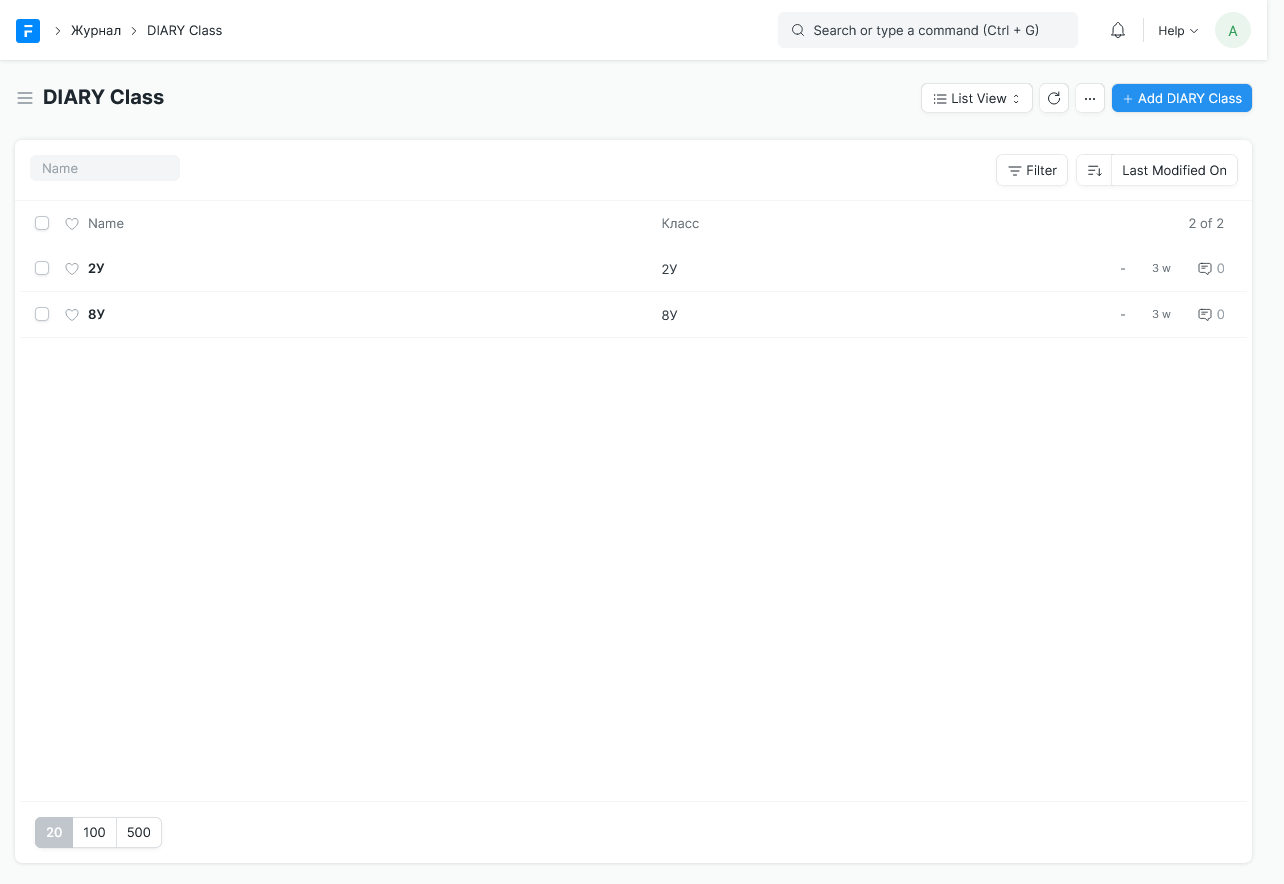 Журнал DIARY Class Search or type a command (Ctrl + G) Help A
DIARY Class List View Add DIARY Class
Name Filter Last Modified On
Name Класс 2 of 2
2У 2У - 3 w 0
8У 8У - 3 w 0
20 100 500